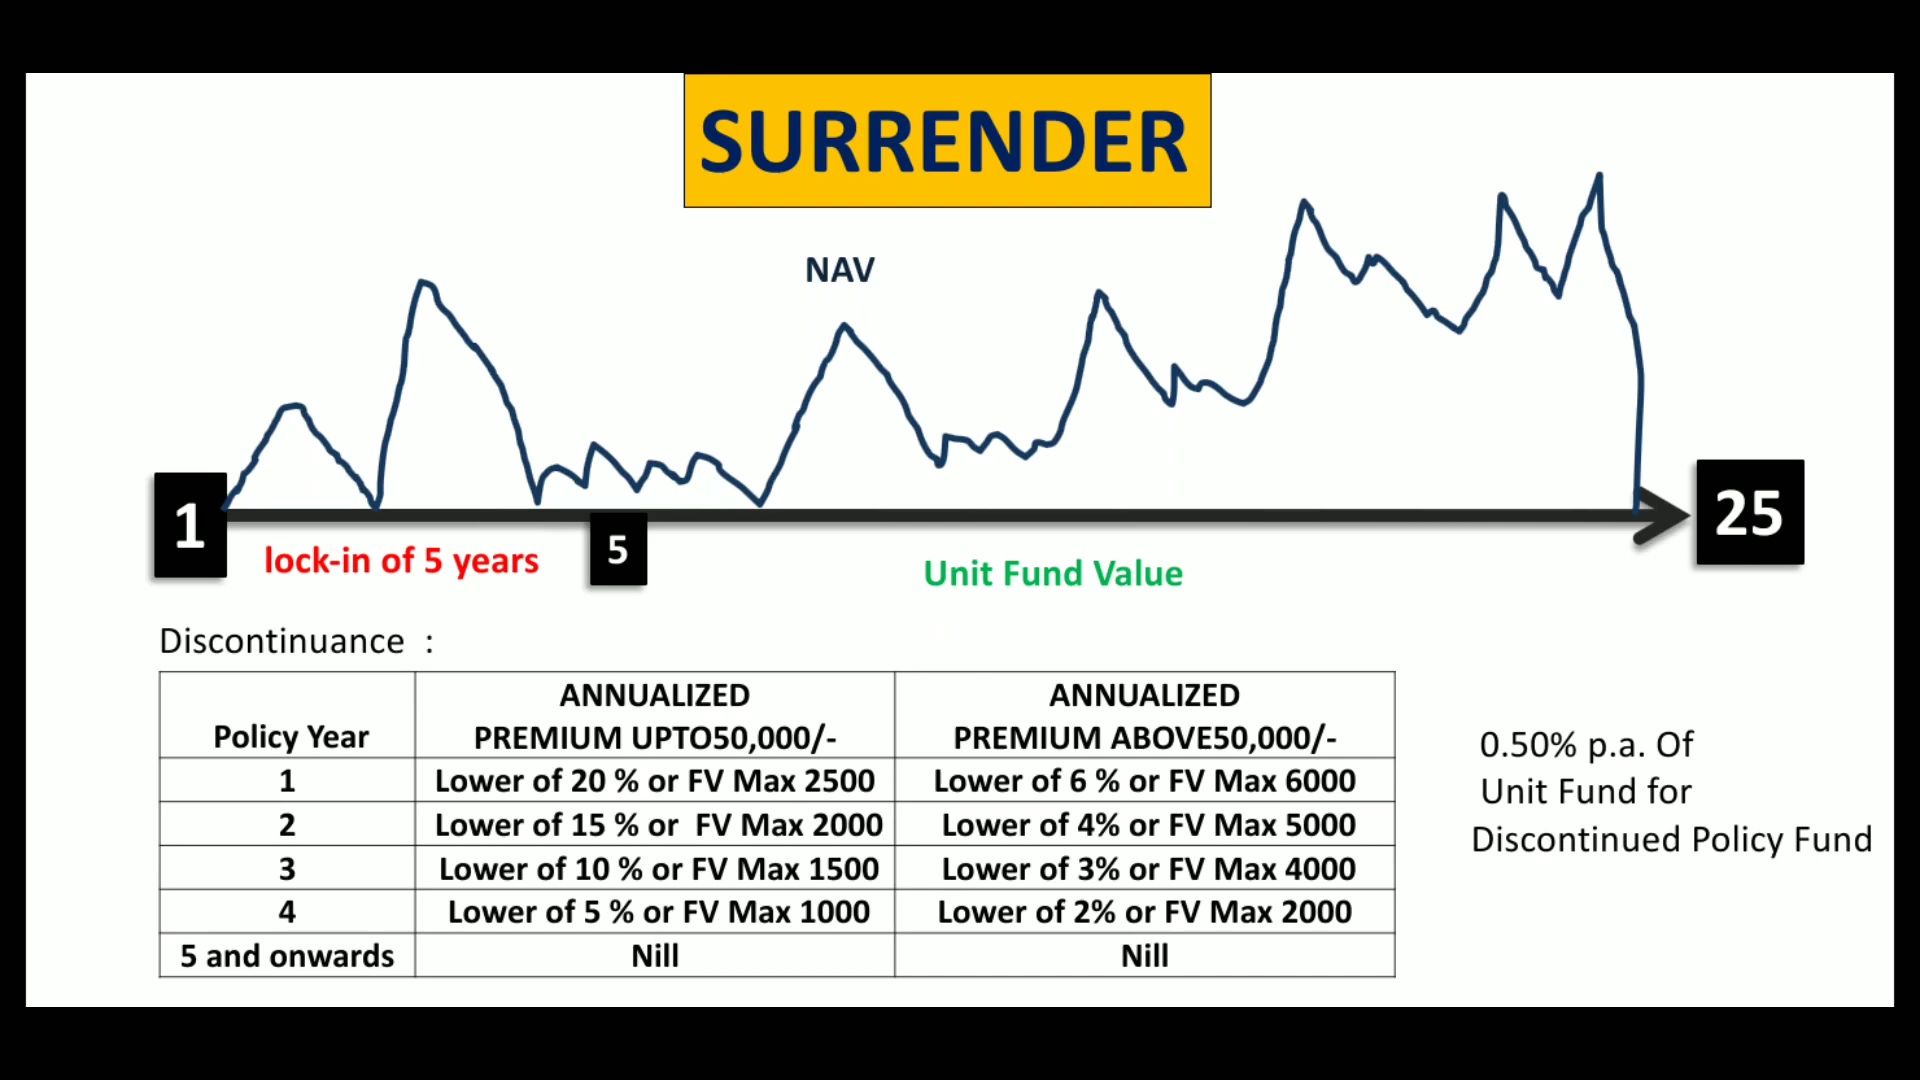 SURRENDER
NAV
1
25
lock-in of 5 years
5
Unit Fund Value
Discontinuance :
Policy Year
ANNUALIZED
PREMIUM UPTO50,000/-
ANNUALIZED
PREMIUM ABOVE50,000/-
1
Lower of 20 % or FV Max 2500
Lower of 6 % or FV Max 6000
2
Lower of 15 % or FV Max 2000
Lower of 4% or FV Max 5000
3
Lower of 10 % or FV Max 1500
Lower of 3% or FV Max 4000
4
Lower of 5 % or FV Max 1000
Lower of 2% or FV Max 2000
5 and onwards
Nill
Nill
0.50% p.a. Of
Unit Fund for
Discontinued Policy Fund